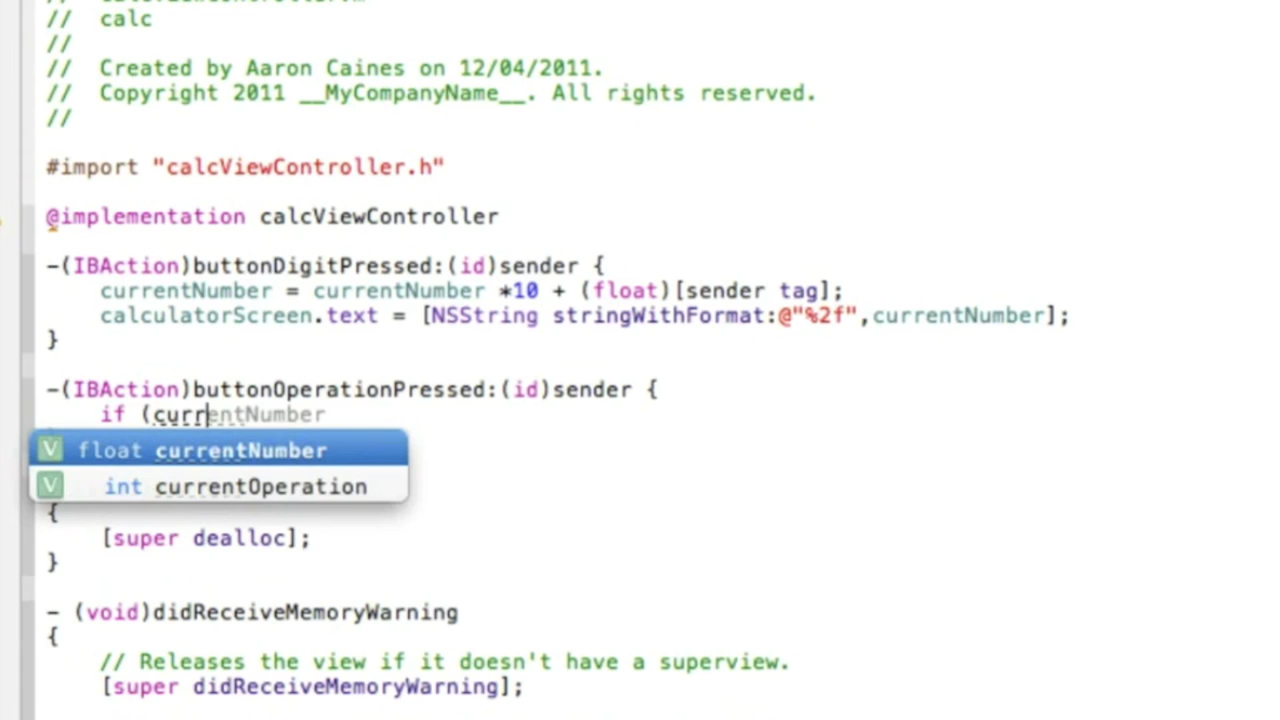 //  calc
//
//  Created by Aaron Caines on 12/04/2011.
//  Copyright 2011 __MyCompanyName__. All rights reserved.
//
#import "calcViewController.h"
@implementation calcViewController
-(IBAction)buttonDigitPressed:(id)sender {
currentNumber = currentNumber *10 + (float)[sender tag];
calculatorScreen.text = [NSString stringWithFormat:@"%2f",currentNumber];
}
-(IBAction)buttonOperationPressed:(id)sender {
if (currentNumber
V float currentNumber
V int currentOperation
{
[super dealloc];
}
- (void)didReceiveMemoryWarning
{
// Releases the view if it doesn't have a superview.
[super didReceiveMemoryWarning];